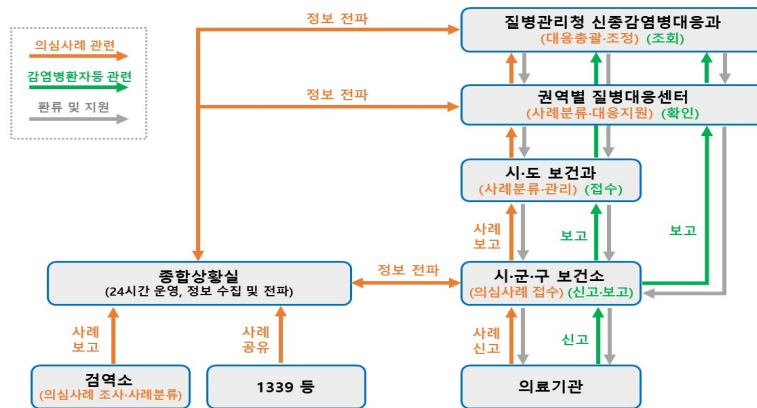 정보 전파
질병관리청 신종감염병대응과
(대응총괄·조정) (조회)
의심사례 관련
감염병환자등 관련
환류 및 지원
정보 전파
권역별 질병대응센터
(사례분류·대응지원) (확인)
시·도 보건과
(사례분류·관리) (접수)
사례
보고
보고
보고
종합상황실
(24시간 운영, 정보 수집 및 전파)
정보 전파
시·군·구 보건소
(의심사례 접수) (신고·보고)
사례
보고
사례
공유
사례
신고
신고
검역소
(의심사례 조사·사례분류)
1339 등
의료기관